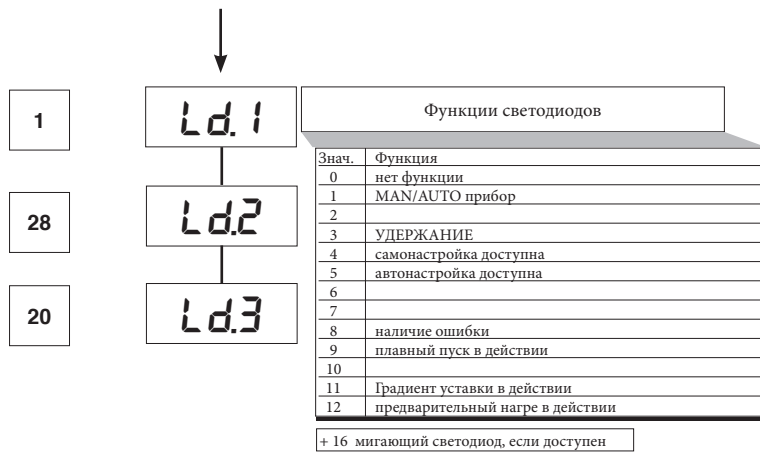 1
Ld.1
Функции светодиодов
Знач. Функция
0 нет функции
1 MAN/AUTO прибор
2
28
Ld.2
3 УДЕРЖАНИЕ
4 самонастройка доступна
5 автонастройка доступна
6
7
20
Ld.3
8 наличие ошибки
9 плавный пуск в действии
10
11 Градиент уставки в действии
12 предварительный нагре в действии
+ 16 мигающий светодиод, если доступен